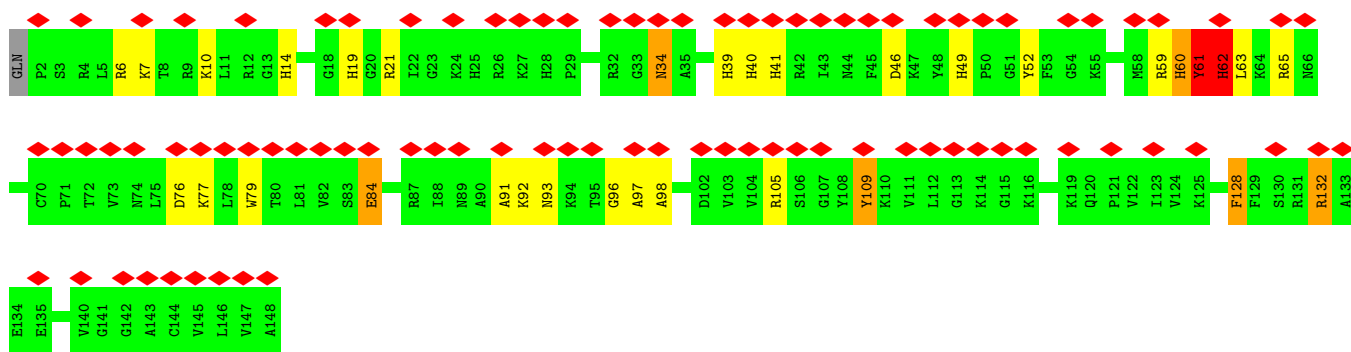 GLN P2 S3 R4 L5 R6 K7 T8 R9 K10 L11 R12 G13 H14 G18 H19 G20 R21 I22 G23 K24 H25 R26 K27 H28 P29 R32 G33 N34 A35 H39 H40 H41 R42 I43 N44 F45 D46 K47 Y48 H49 P50 G51 Y52 F53 G54 K55 M58 R59 H60 Y61 H62 L63 K64 R65 N66
C70 P71 T72 V73 N74 L75 D76 K77 L78 W79 T80 L81 V82 S83 E84 R87 I88 N89 A90 A91 K92 N93 K94 T95 G96 A97 A98 D102 V103 V104 R105 S106 G107 Y108 Y109 K110 V111 L112 G113 K114 G115 K116 K119 Q120 P121 V122 I123 V124 K125 F128 F129 S130 R131 R132 A133
E134 E135 V140 G141 G142 A143 C144 V145 L146 V147 A148